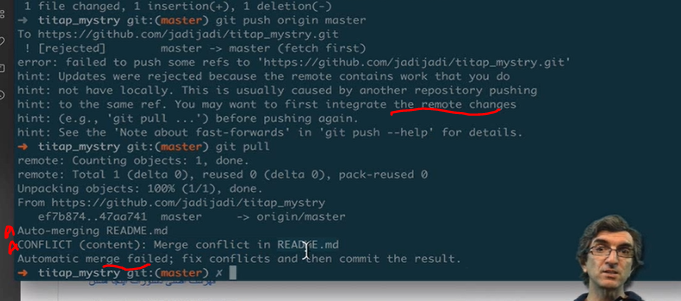 1 file changed, 1 insertion(+), 1 deletion(-)
➜ titap_mystry git:(master) git push origin master
To https://github.com/jadijadi/titap_mystry.git
! [rejected] master -> master (fetch first)
error: failed to push some refs to 'https://github.com/jadijadi/titap_mystry.git'
hint: Updates were rejected because the remote contains work that you do
hint: not have locally. This is usually caused by another repository pushing
hint: to the same ref. You may want to first integrate the remote changes
hint: (e.g., 'git pull ...') before pushing again.
hint: See the 'Note about fast-forwards' in 'git push --help' for details.
➜ titap_mystry git:(master) git pull
remote: Counting objects: 1, done.
remote: Total 1 (delta 0), reused 0 (delta 0), pack-reused 0
Unpacking objects: 100% (1/1), done.
From https://github.com/jadijadi/titap_mystry
ef7b874..47aa741 master -> origin/master
Auto-merging README.md
CONFLICT (content): Merge conflict in README.md
Automatic merge failed; fix conflicts and then commit the result.
➜ titap_mystry git:(master) ✗